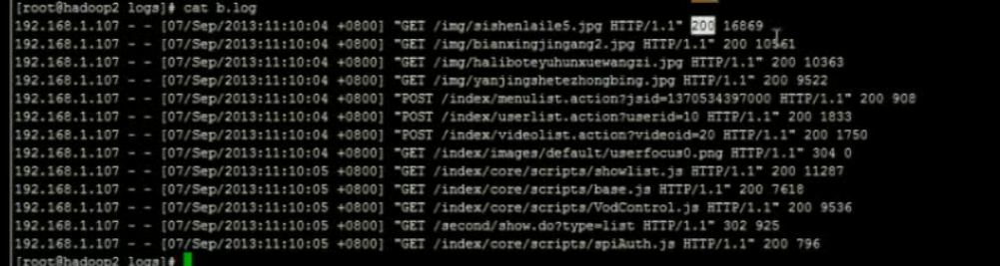 [root@hadoop2 logs]# cat b.log
192.168.1.107 - - [07/Sep/2013:11:10:04 +0800] "GET /img/sishenlaile5.jpg HTTP/1.1" 200 16869
192.168.1.107 - - [07/Sep/2013:11:10:04 +0800] "GET /img/bianxingjingang2.jpg HTTP/1.1" 200 10561
192.168.1.107 - - [07/Sep/2013:11:10:04 +0800] "GET /img/haliboteyuhunxuewangzi.jpg HTTP/1.1" 200 10363
192.168.1.107 - - [07/Sep/2013:11:10:04 +0800] "GET /img/yanjingshetezhongbing.jpg HTTP/1.1" 200 9522
192.168.1.107 - - [07/Sep/2013:11:10:04 +0800] "POST /index/menulist.action?jsid=1370534397000 HTTP/1.1" 200 908
192.168.1.107 - - [07/Sep/2013:11:10:04 +0800] "POST /index/userlist.action?userid=10 HTTP/1.1" 200 1833
192.168.1.107 - - [07/Sep/2013:11:10:04 +0800] "POST /index/videolist.action?videoid=20 HTTP/1.1" 200 1750
192.168.1.107 - - [07/Sep/2013:11:10:04 +0800] "GET /index/images/default/userfocus0.png HTTP/1.1" 304 0
192.168.1.107 - - [07/Sep/2013:11:10:05 +0800] "GET /index/core/scripts/showlist.js HTTP/1.1" 200 11287
192.168.1.107 - - [07/Sep/2013:11:10:05 +0800] "GET /index/core/scripts/base.js HTTP/1.1" 200 7618
192.168.1.107 - - [07/Sep/2013:11:10:05 +0800] "GET /index/core/scripts/VodControl.js HTTP/1.1" 200 9536
192.168.1.107 - - [07/Sep/2013:11:10:05 +0800] "GET /second/show.do?type=list HTTP/1.1" 302 925
192.168.1.107 - - [07/Sep/2013:11:10:05 +0800] "GET /index/core/scripts/spiAuth.js HTTP/1.1" 200 796
[root@hadoop2 logs]#